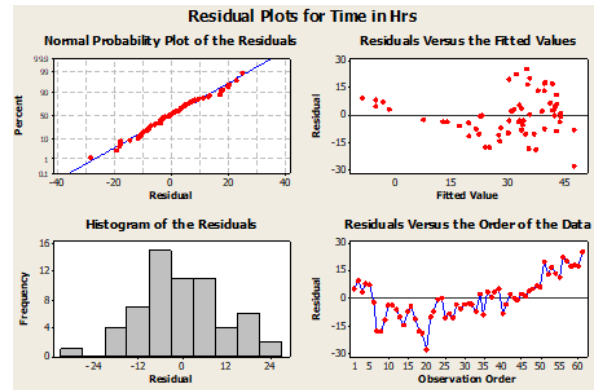 Residual Plots for Time in Hrs
Normal Probability Plot of the Residuals
99.9
99
90
50
10
1
0.1
Percent
-40 -20 0 20 40
Residual
Residuals Versus the Fitted Values
30
15
0
-15
-30
Residual
0 15 30 45
Fitted Value
Histogram of the Residuals
16
12
8
4
0
Frequency
-24 -12 0 12 24
Residual
Residuals Versus the Order of the Data
30
15
0
-15
-30
Residual
1 5 10 15 20 25 30 35 40 45 50 55 60
Observation Order